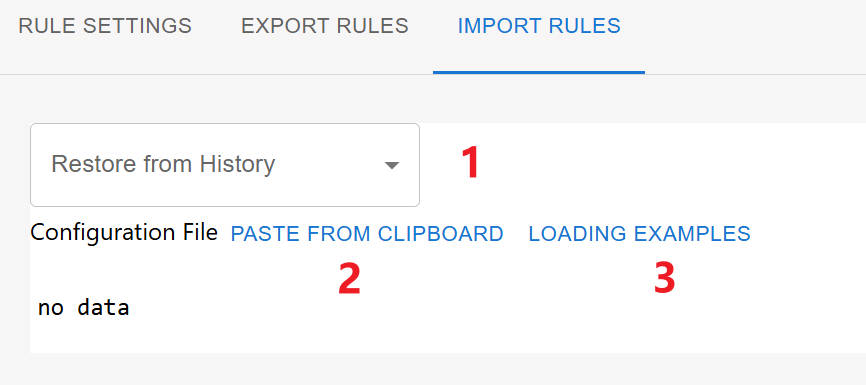 RULE SETTINGS EXPORT RULES IMPORT RULES
Restore from History 1
Configuration File PASTE FROM CLIPBOARD LOADING EXAMPLES
2 3
no data